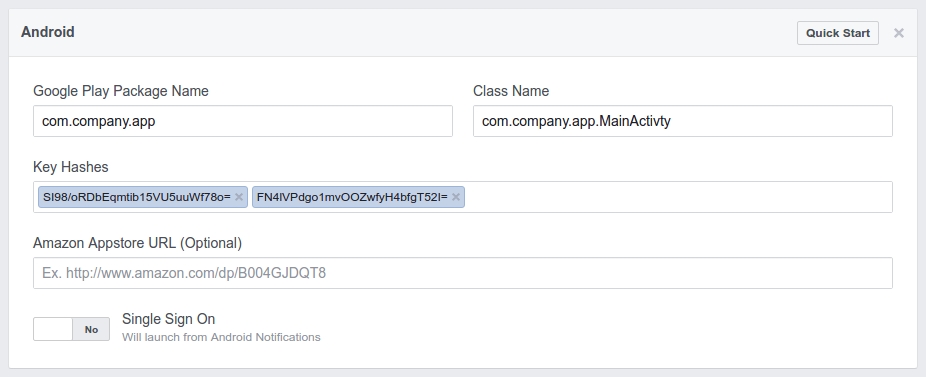 Android
Quick Start
Google Play Package Name
Class Name
com.company.app
com.company.app.MainActivty
Key Hashes
SI98/oRDbEqmtib15VU5uuWf78o=
FN4IVPdgo1mvOOZwfyH4bfgT52I=
Amazon Appstore URL (Optional)
Ex. http://www.amazon.com/dp/B004GJDQT8
No
Single Sign On
Will launch from Android Notifications